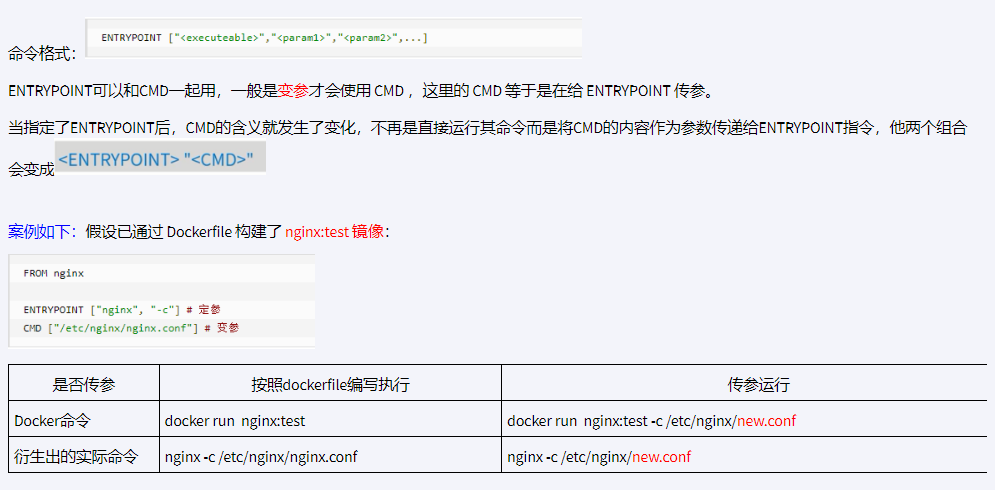 命令格式： ENTRYPOINT ["<executeable>","<param1>","<param2>",...]
ENTRYPOINT可以和CMD一起用，一般是变参才会使用 CMD ，这里的 CMD 等于是在给 ENTRYPOINT 传参。
当指定了ENTRYPOINT后，CMD的含义就发生了变化，不再是直接运行其命令而是将CMD的内容作为参数传递给ENTRYPOINT指令，他两个组合
会变成 <ENTRYPOINT> "<CMD>"
案例如下：假设已通过 Dockerfile 构建了 nginx:test 镜像：
FROM nginx
ENTRYPOINT ["nginx", "-c"] # 定参
CMD ["/etc/nginx/nginx.conf"] # 变参
是否传参 按照dockerfile编写执行 传参运行
Docker命令 docker run nginx:test docker run nginx:test -c /etc/nginx/new.conf
衍生出的实际命令 nginx -c /etc/nginx/nginx.conf nginx -c /etc/nginx/new.conf